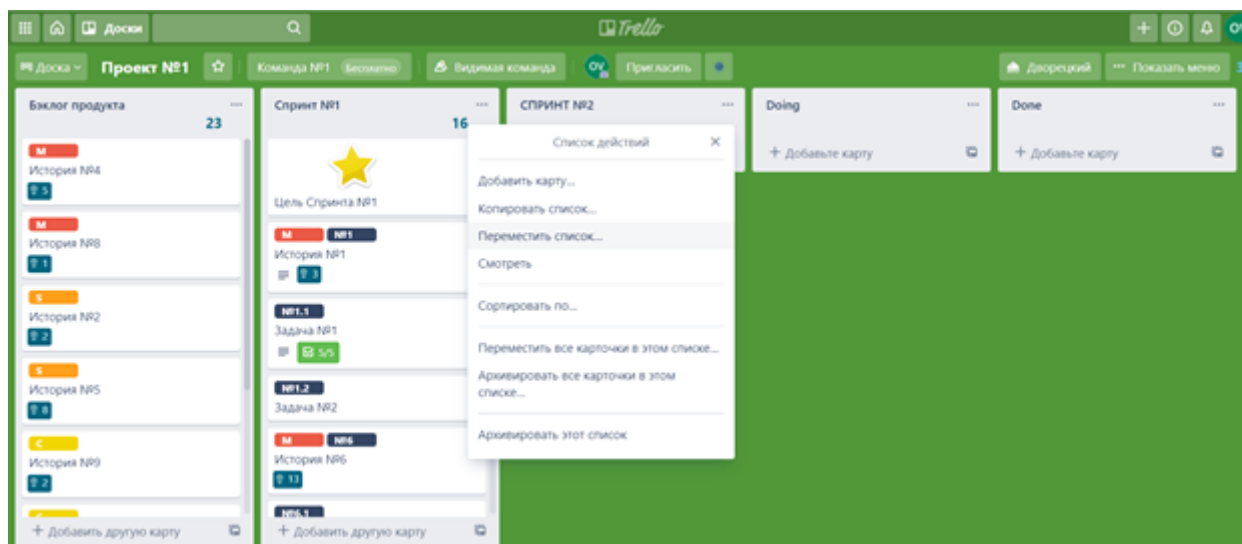 Доски
Trello
Доска
Проект №1
Команда №1
Бесплатно
Видимая команда
OV
Пригласить
Дворецкий
Показать меню
Бэклог продукта
23
M
История №4
5
M
История №8
1
S
История №2
2
S
История №5
8
C
История №9
2
C
+ Добавить другую карту
Спринт №1
16
Цель Спринта №1
M №1
История №1
3
№1.1
Задача №1
5/5
№1.2
Задача №2
M №6
История №6
13
№6.1
+ Добавить другую карту
СПРИНТ №2
Список действий
Добавить карту...
Копировать список...
Переместить список...
Смотреть
Сортировать по...
Переместить все карточки в этом списке...
Архивировать все карточки в этом
списке...
Архивировать этот список
Doing
+ Добавьте карту
Done
+ Добавьте карту